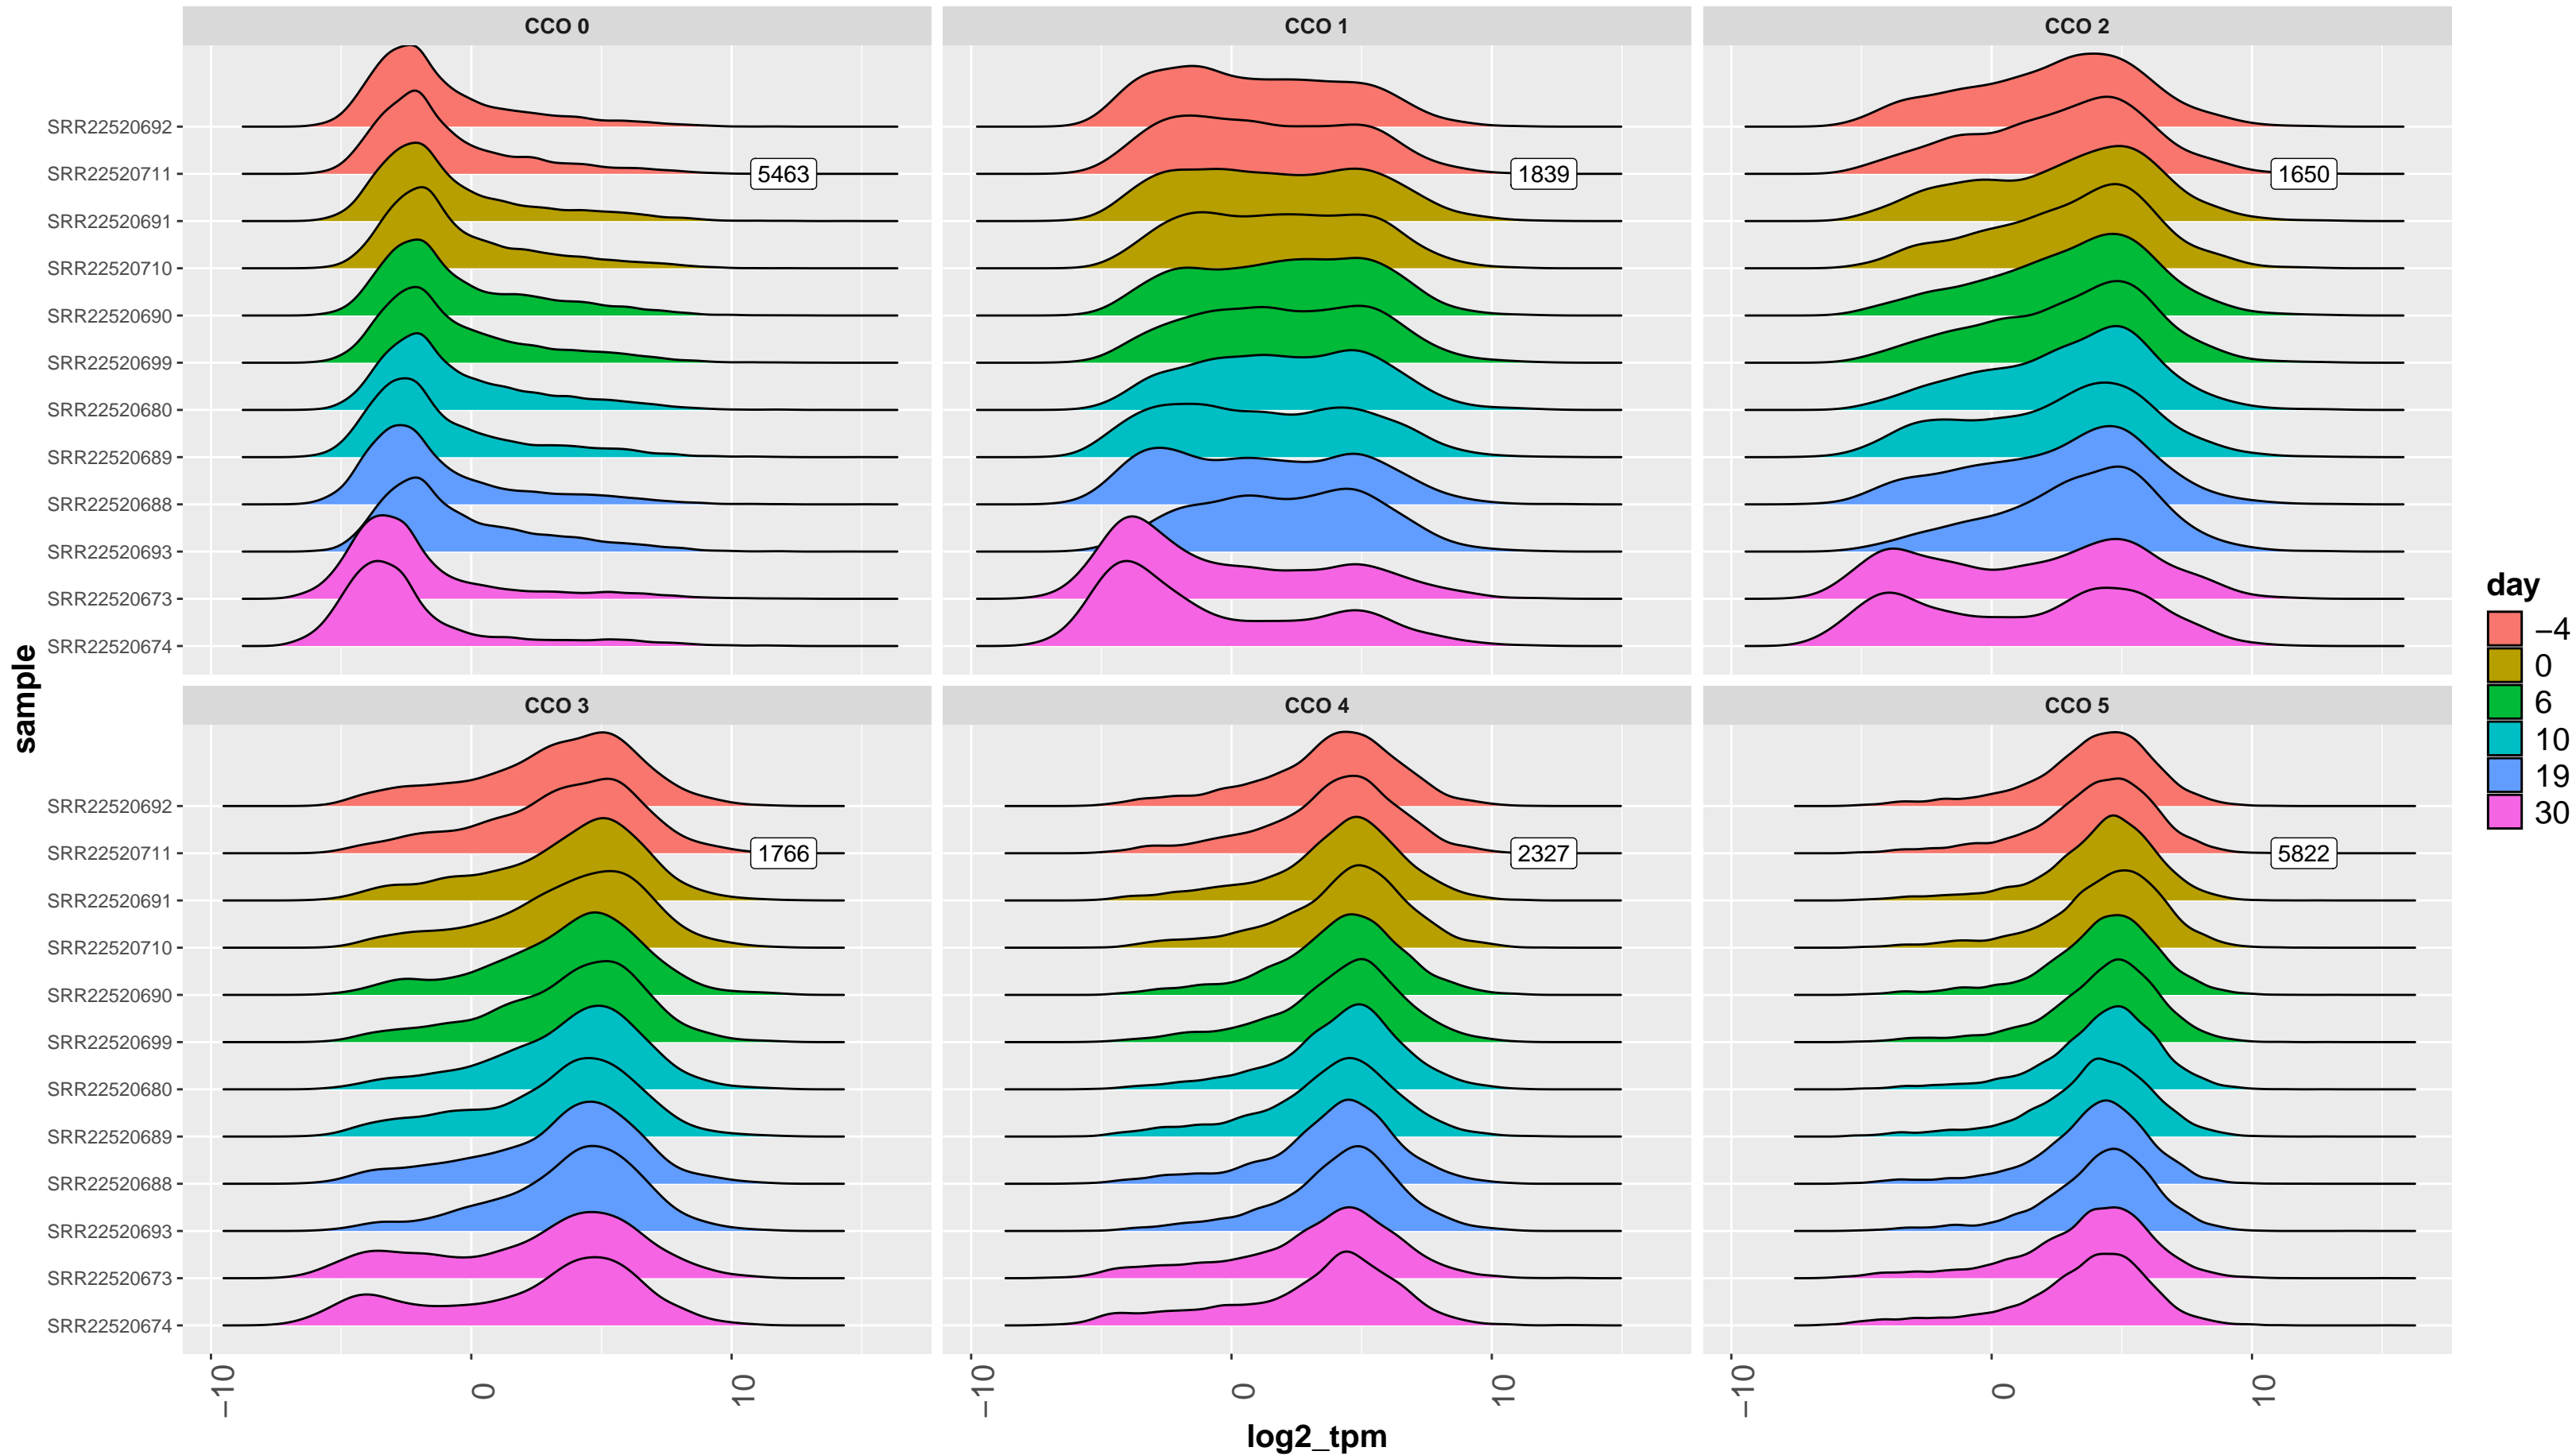 CCO 0
CCO 1
CCO 2
SRR22520692
SRR22520711
SRR22520691
SRR22520710
SRR22520690
SRR22520699
SRR22520680
SRR22520689
SRR22520688
SRR22520693
SRR22520673
SRR22520674
5463
1839
1650
CCO 3
CCO 4
CCO 5
SRR22520692
SRR22520711
SRR22520691
SRR22520710
SRR22520690
SRR22520699
SRR22520680
SRR22520689
SRR22520688
SRR22520693
SRR22520673
SRR22520674
1766
2327
5822
sample
−10
0
10
−10
0
10
−10
0
10
log2_tpm
day
−4
0
6
10
19
30